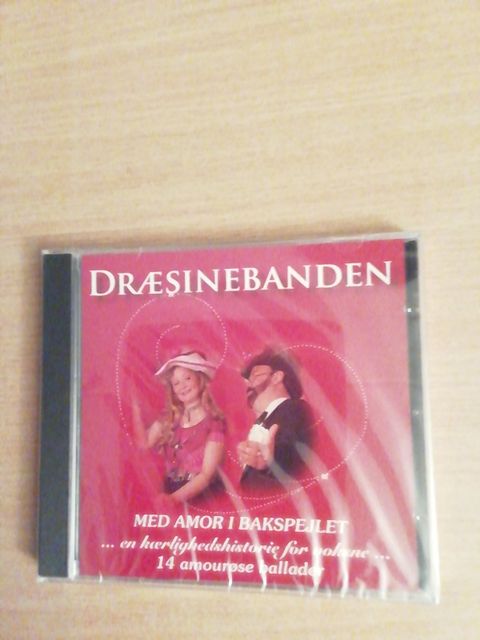 DRÆSINEBANDEN
MED AMOR I BAKSPEJLET
... en kærlighedshistorie for voksne ...
14 amourøse ballader